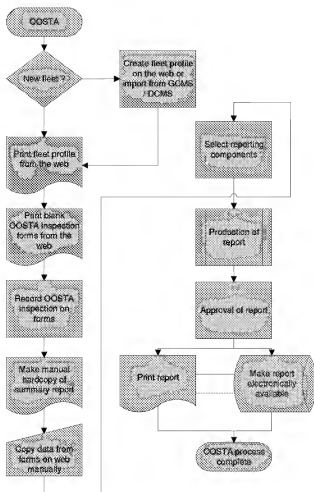 OOSTA
New fleet ?
Create fleet profile
on the web or
import from GCMS
/ DCMS
Print fleet profile
from the web
Print blank
OOSTA inspection
forms from the
web
Record OOSTA
inspection on
forms
Make manual
hardcopy of
summary report
Copy data from
forms on web
manually
Select reporting
components
Production of
report
Approval of report
Print report
Make report
electronically
available
OOSTA process
complete